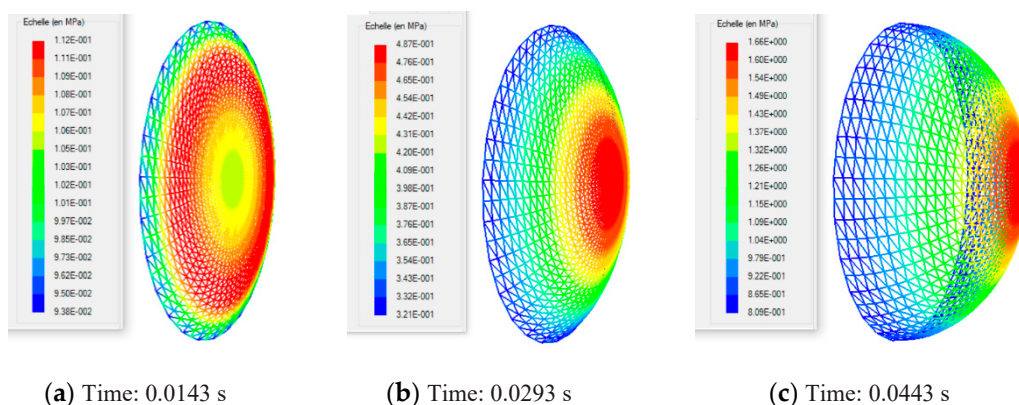 Echelle (en MPa)
1.12E-001
1.11E-001
1.09E-001
1.08E-001
1.07E-001
1.06E-001
1.05E-001
1.03E-001
1.02E-001
1.01E-001
9.97E-002
9.85E-002
9.73E-002
9.62E-002
9.50E-002
9.38E-002
Echelle (en MPa)
4.87E-001
4.76E-001
4.65E-001
4.54E-001
4.42E-001
4.31E-001
4.20E-001
4.09E-001
3.98E-001
3.87E-001
3.76E-001
3.65E-001
3.54E-001
3.43E-001
3.32E-001
3.21E-001
Echelle (en MPa)
1.66E+000
1.60E+000
1.54E+000
1.49E+000
1.43E+000
1.37E+000
1.32E+000
1.26E+000
1.21E+000
1.15E+000
1.09E+000
1.04E+000
9.79E-001
9.22E-001
8.65E-001
8.09E-001
(a) Time: 0.0143 s
(b) Time: 0.0293 s
(c) Time: 0.0443 s